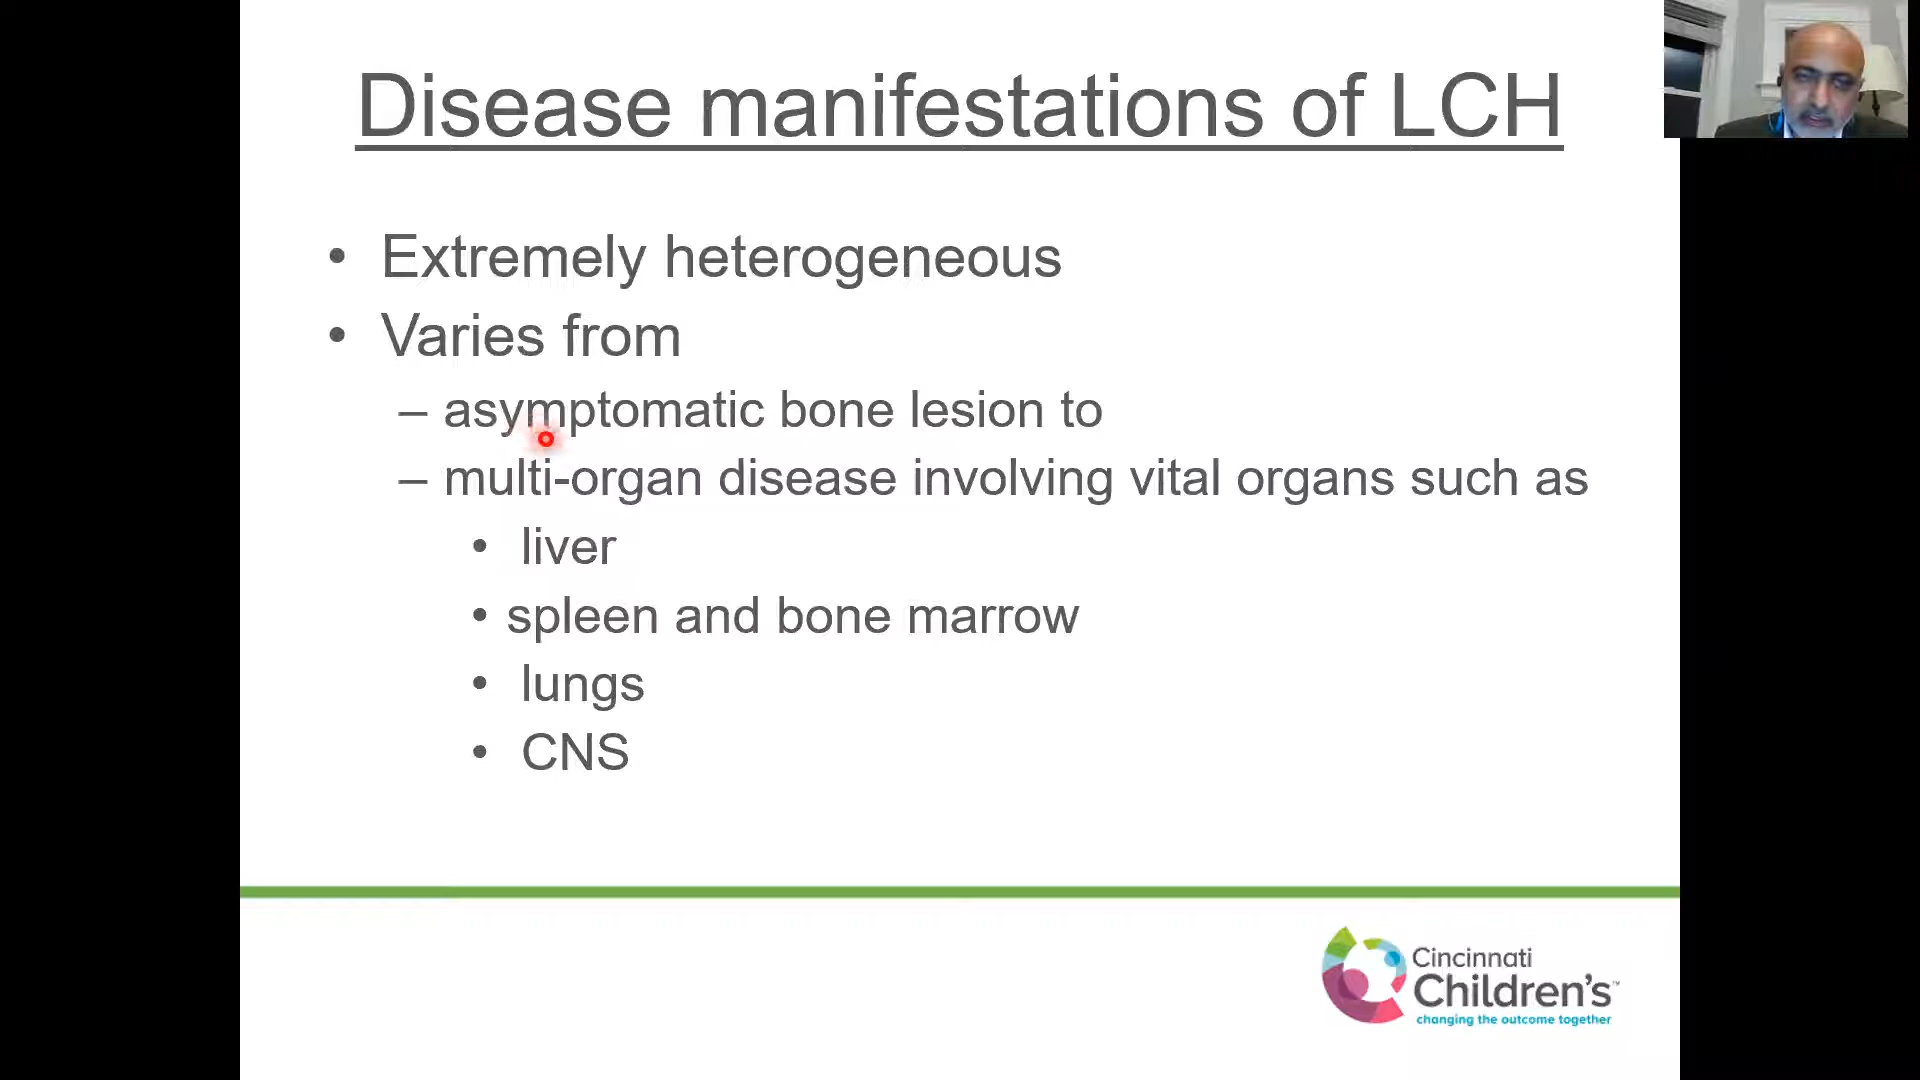 Disease manifestations of LCH
• Extremely heterogeneous
• Varies from
– asymptomatic bone lesion to
– multi-organ disease involving vital organs such as
• liver
• spleen and bone marrow
• lungs
• CNS
Cincinnati
Children's™
changing the outcome together